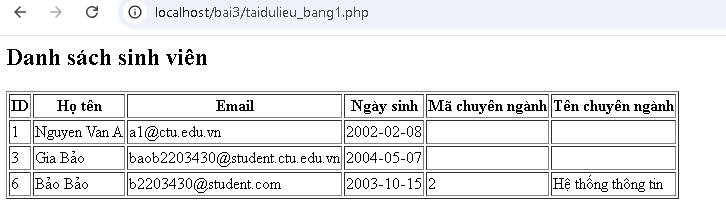 localhost/bai3/taidulieu_bang1.php
Danh sách sinh viên
ID Họ tên Email Ngày sinh Mã chuyên ngành Tên chuyên ngành
1 Nguyen Van A a1@ctu.edu.vn 2002-02-08
3 Gia Bảo baob2203430@student.ctu.edu.vn 2004-05-07
6 Bảo Bảo b2203430@student.com 2003-10-15 2 Hệ thống thông tin